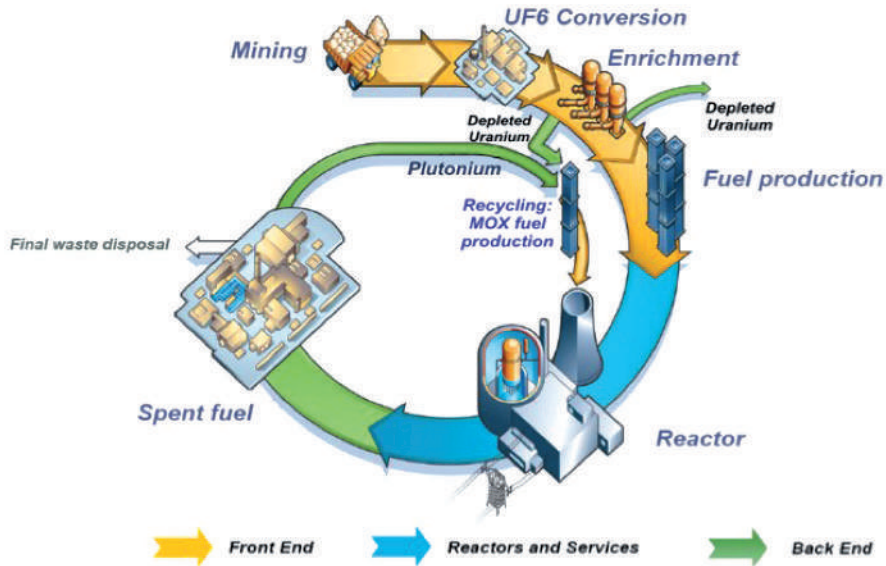 UF6 Conversion
Mining
Enrichment
Depleted
Uranium
Depleted
Uranium
Plutonium
Fuel production
Recycling:
MOX fuel
production
Final waste disposal
Spent fuel
Reactor
Front End
Reactors and Services
Back End